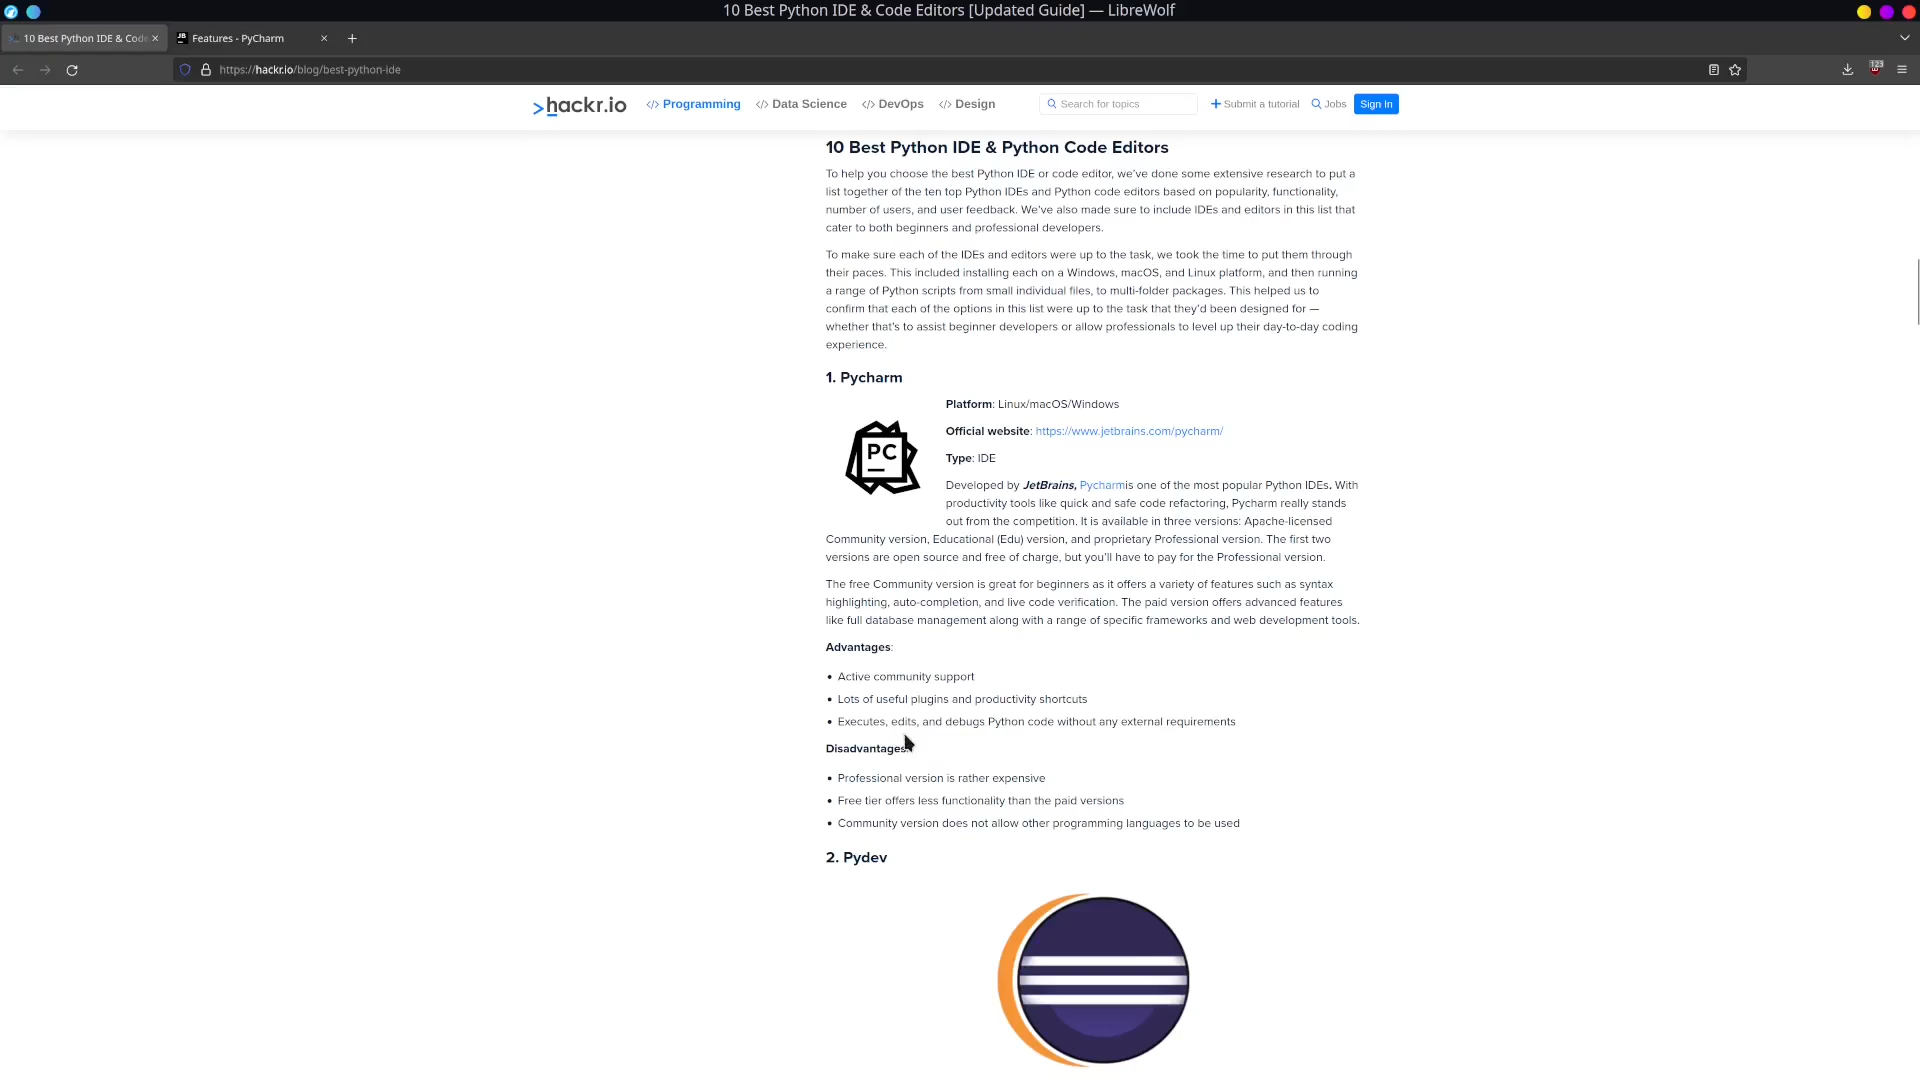 10 Best Python IDE & Code Editors [Updated Guide] — LibreWolf
10 Best Python IDE & Code
JB Features - PyCharm
https://hackr.io/blog/best-python-ide
123
>hackr.io
</> Programming
</> Data Science
</> DevOps
</> Design
Search for topics
Submit a tutorial
Jobs
Sign In
10 Best Python IDE & Python Code Editors
To help you choose the best Python IDE or code editor, we’ve done some extensive research to put a
list together of the ten top Python IDEs and Python code editors based on popularity, functionality,
number of users, and user feedback. We’ve also made sure to include IDEs and editors in this list that
cater to both beginners and professional developers.
To make sure each of the IDEs and editors were up to the task, we took the time to put them through
their paces. This included installing each on a Windows, macOS, and Linux platform, and then running
a range of Python scripts from small individual files, to multi-folder packages. This helped us to
confirm that each of the options in this list were up to the task that they’d been designed for —
whether that’s to assist beginner developers or allow professionals to level up their day-to-day coding
experience.
1. Pycharm
PC
Platform: Linux/macOS/Windows
Official website: https://www.jetbrains.com/pycharm/
Type: IDE
Developed by JetBrains, Pycharmis one of the most popular Python IDEs. With
productivity tools like quick and safe code refactoring, Pycharm really stands
out from the competition. It is available in three versions: Apache-licensed
Community version, Educational (Edu) version, and proprietary Professional version. The first two
versions are open source and free of charge, but you’ll have to pay for the Professional version.
The free Community version is great for beginners as it offers a variety of features such as syntax
highlighting, auto-completion, and live code verification. The paid version offers advanced features
like full database management along with a range of specific frameworks and web development tools.
Advantages:
• Active community support
• Lots of useful plugins and productivity shortcuts
• Executes, edits, and debugs Python code without any external requirements
Disadvantages:
• Professional version is rather expensive
• Free tier offers less functionality than the paid versions
• Community version does not allow other programming languages to be used
2. Pydev